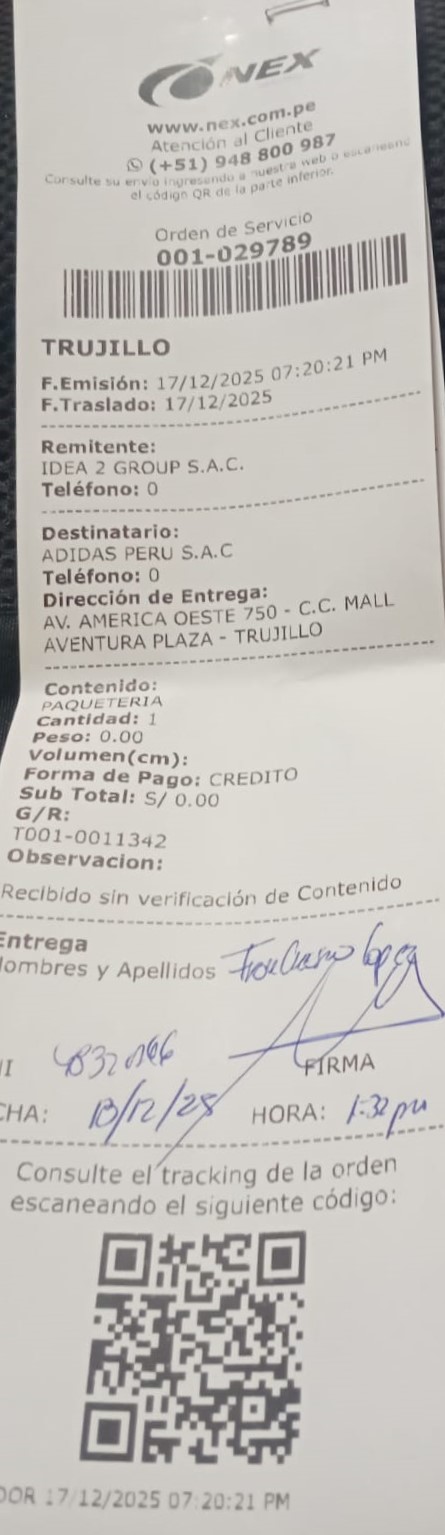 NEX
www.nex.com.pe
Atención al Cliente
(+51) 948 800 987
Consulte su envío ingresando a nuestra web o escaneando
el código QR de la parte inferior.
Orden de Servicio
001-029789
TRUJILLO
F.Emisión: 17/12/2025 07:20:21 PM
F.Traslado: 17/12/2025
Remitente:
IDEA 2 GROUP S.A.C.
Teléfono: 0
Destinatario:
ADIDAS PERU S.A.C
Teléfono: 0
Dirección de Entrega:
AV. AMERICA OESTE 750 - C.C. MALL
AVENTURA PLAZA - TRUJILLO
Contenido:
PAQUETERIA
Cantidad: 1
Peso: 0.00
Volumen(cm):
Forma de Pago: CREDITO
Sub Total: S/ 0.00
G/R:
T001-0011342
Observacion:
Recibido sin verificación de Contenido
Entrega
ombres y Apellidos
FIRMA
CHA: HORA: 1:32 pm
Consulte el tracking de la orden
escaneando el siguiente código:
DOR 17/12/2025 07:20:21 PM